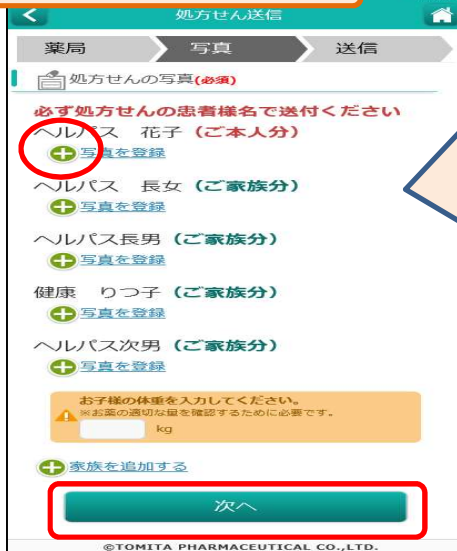 処方せん送信
薬局 写真 送信
処方せんの写真(必須)
必ず処方せんの患者様名で送付ください
ヘルパス 花子 (ご本人分)
写真を登録
ヘルパス 長女 (ご家族分)
写真を登録
ヘルパス長男 (ご家族分)
写真を登録
健康 りつ子 (ご家族分)
写真を登録
ヘルパス次男 (ご家族分)
写真を登録
お子様の体重を入力してください。
※お薬の適切な量を確認するために必要です。
kg
家族を追加する
次へ
©TOMITA PHARMACEUTICAL CO.,LTD.